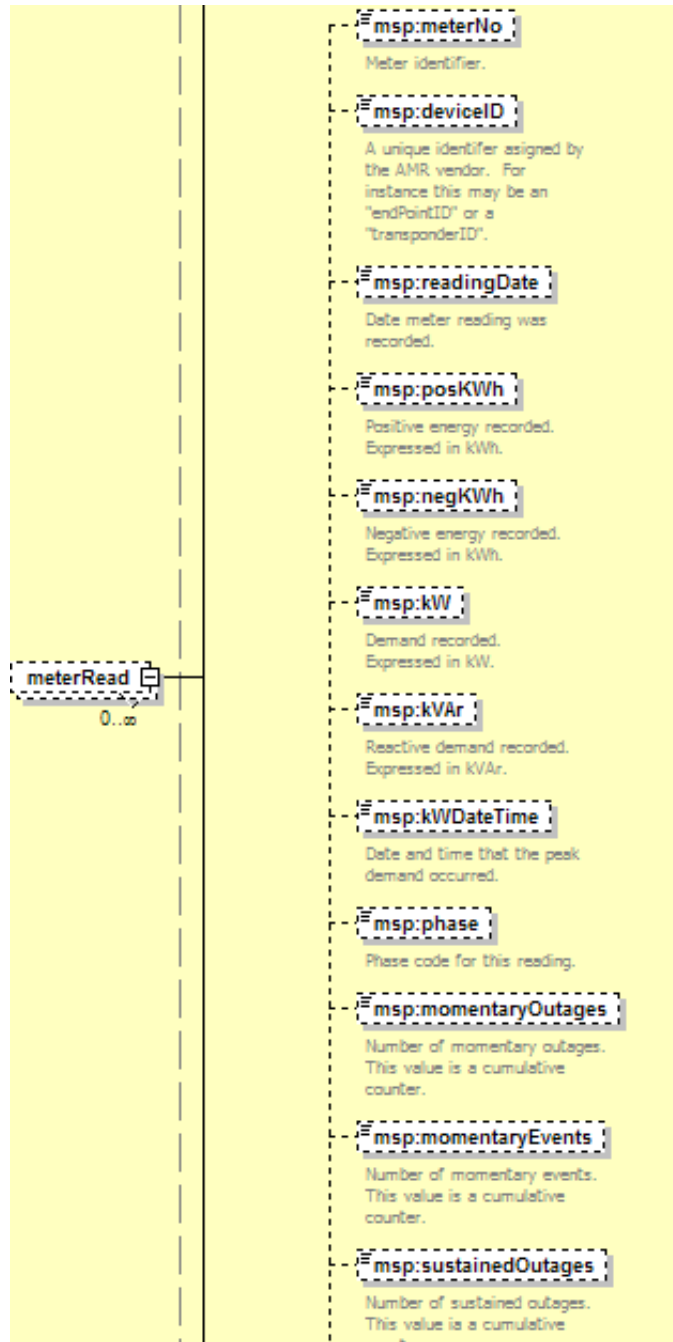 msp:meterNo
Meter identifier.
msp:deviceID
A unique identifer asigned by
the AMR vendor.  For
instance this may be an
"endPointID" or a
"transponderID".
msp:readingDate
Date meter reading was
recorded.
msp:posKWh
Positive energy recorded.
Expressed in kWh.
msp:negKWh
Negative energy recorded.
Expressed in kWh.
msp:kW
Demand recorded.
Expressed in kW.
meterRead
0..∞
msp:kVAr
Reactive demand recorded.
Expressed in kVAr.
msp:kWDateTime
Date and time that the peak
demand occurred.
msp:phase
Phase code for this reading.
msp:momentaryOutages
Number of momentary outages.
This value is a cumulative
counter.
msp:momentaryEvents
Number of momentary events.
This value is a cumulative
counter.
msp:sustainedOutages
Number of sustained outages.
This value ia a cumulative